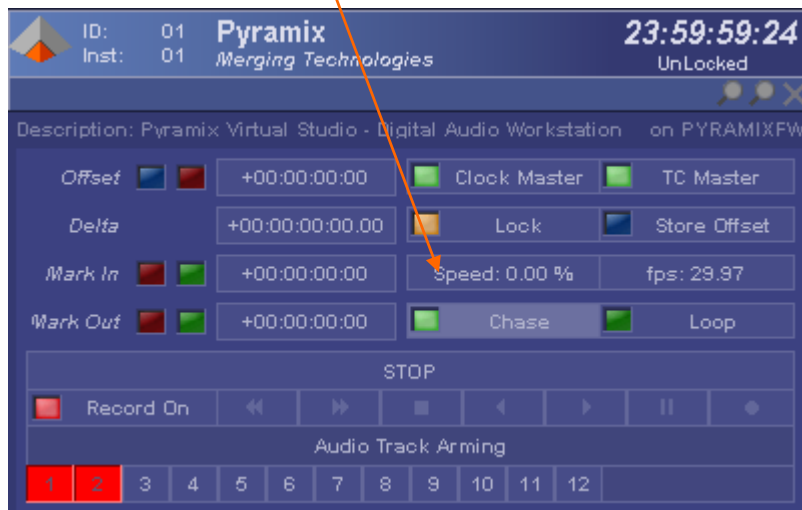 ID: 01 Pyramix 23:59:59:24
Inst: 01 Merging Technologies UnLocked
Description: Pyramix Virtual Studio - Digital Audio Workstation on PYRAMIXFW
Offset +00:00:00:00 Clock Master TC Master
Delta +00:00:00:00.00 Lock Store Offset
Mark In +00:00:00:00 Speed: 0.00 % fps: 29.97
Mark Out +00:00:00:00 Chase Loop
STOP
Record On
Audio Track Arming
1 2 3 4 5 6 7 8 9 10 11 12